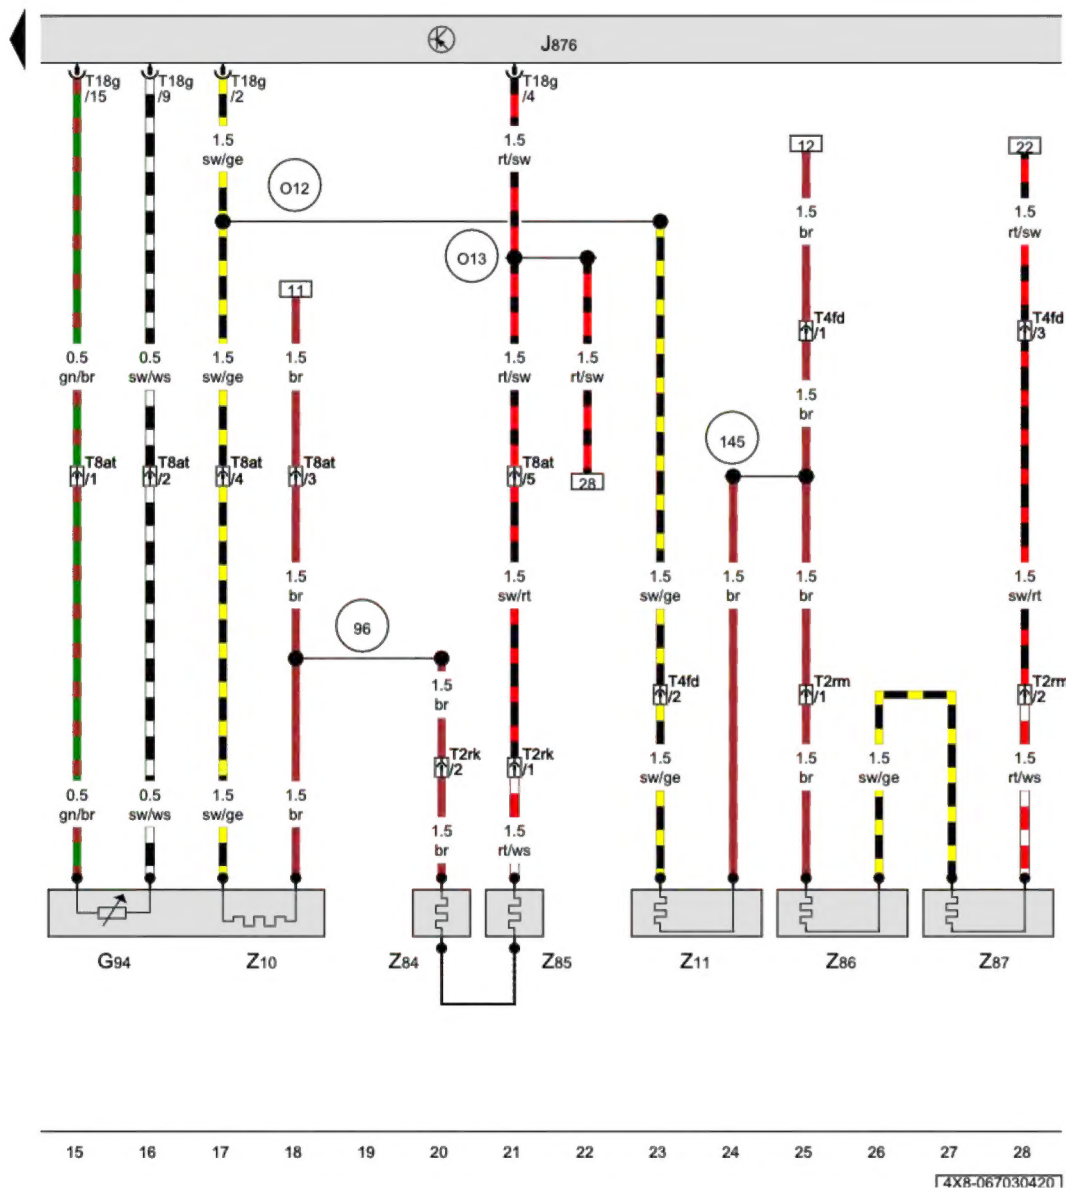 J876
T18g T18g T18g T18g
/15 /9 /2 /4
1.5 1.5 12 22
sw/ge rt/sw
O12
1.5 1.5
br rt/sw
O13
11
T4fd T4fd
/1 /3
0.5 0.5 1.5 1.5 1.5 1.5
gn/br sw/ws sw/ge br rt/sw rt/sw
1.5
br
145
T8at T8at T8at T8at T8at
/1 /2 /4 /3 /5
28
1.5 1.5 1.5 1.5 1.5 1.5
br sw/rt sw/ge br br sw/rt
96
1.5
br
T4fd T2rm T2rm
/2 /1 /2
T2rk T2rk
/2 /1
1.5 1.5 1.5 1.5
sw/ge br sw/ge rt/ws
0.5 0.5 1.5 1.5
gn/br sw/ws sw/ge br
1.5 1.5
br rt/ws
G94 Z10 Z84 Z85 Z11 Z86 Z87
15 16 17 18 19 20 21 22 23 24 25 26 27 28
4X8-067030420